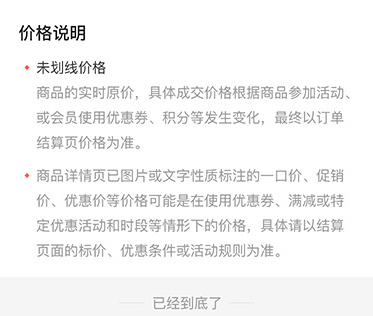 价格说明
未划线价格
商品的实时原价，具体成交价格根据商品参加活动、
或会员使用优惠券、积分等发生变化，最终以订单
结算页价格为准。
商品详情页已图片或文字性质标注的一口价、促销
价、优惠价等价格可能是在使用优惠券、满减或特
定优惠活动和时段等情形下的价格，具体请以结算
页面的标价、优惠条件或活动规则为准。
已经到底了